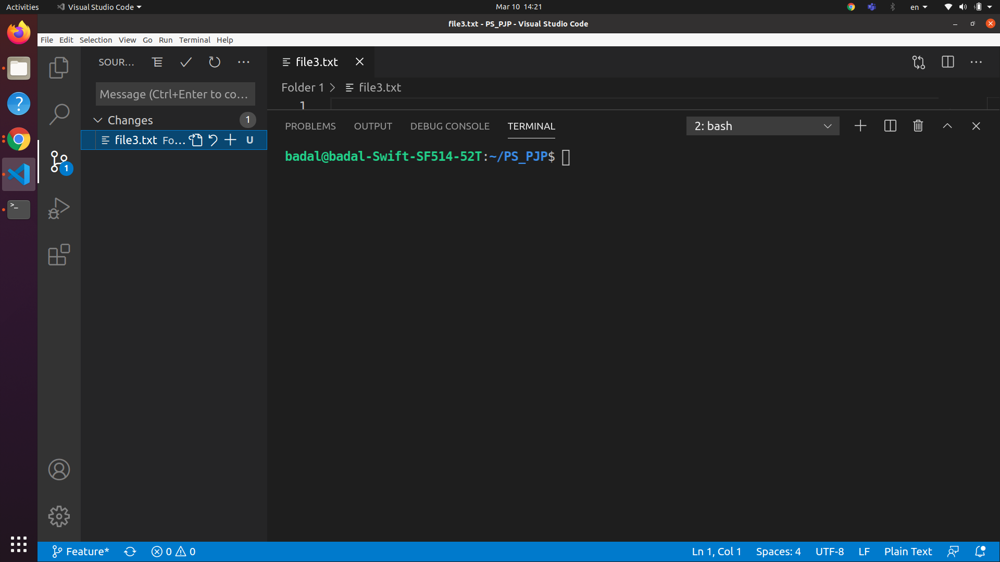 Activities Visual Studio Code Mar 10 14:21 en
file3.txt - PS_PJP - Visual Studio Code
File Edit Selection View Go Run Terminal Help
SOUR... file3.txt
Message (Ctrl+Enter to co...
Folder 1 > file3.txt
1
Changes 1
file3.txt Fo... U
PROBLEMS OUTPUT DEBUG CONSOLE TERMINAL 2: bash
badal@badal-Swift-SF514-52T:~/PS_PJP$
1
>_
Feature* 0 0 Ln 1, Col 1 Spaces: 4 UTF-8 LF Plain Text